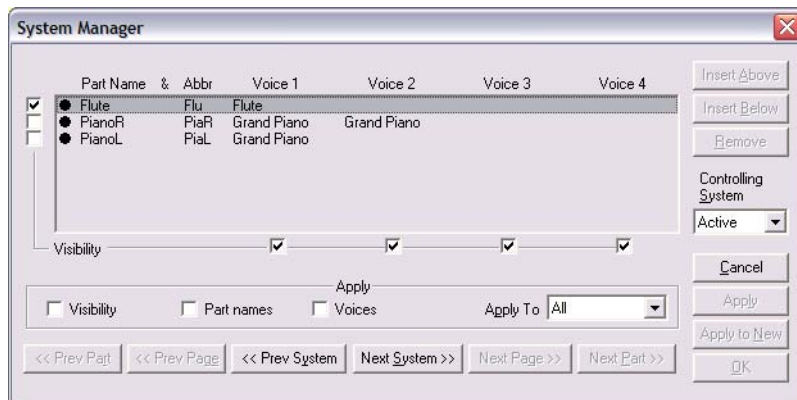 System Manager
Part Name & Abbr Voice 1 Voice 2 Voice 3 Voice 4
Flute Flu Flute
PianoR PiaR Grand Piano Grand Piano
PianoL PiaL Grand Piano
Visibility
Insert Above
Insert Below
Remove
Controlling
System
Active
Apply
Visibility Part names Voices Apply To All
<< Prev Part << Prev Page << Prev System Next System >> Next Page >> Next Part >>
Cancel
Apply
Apply to New
OK